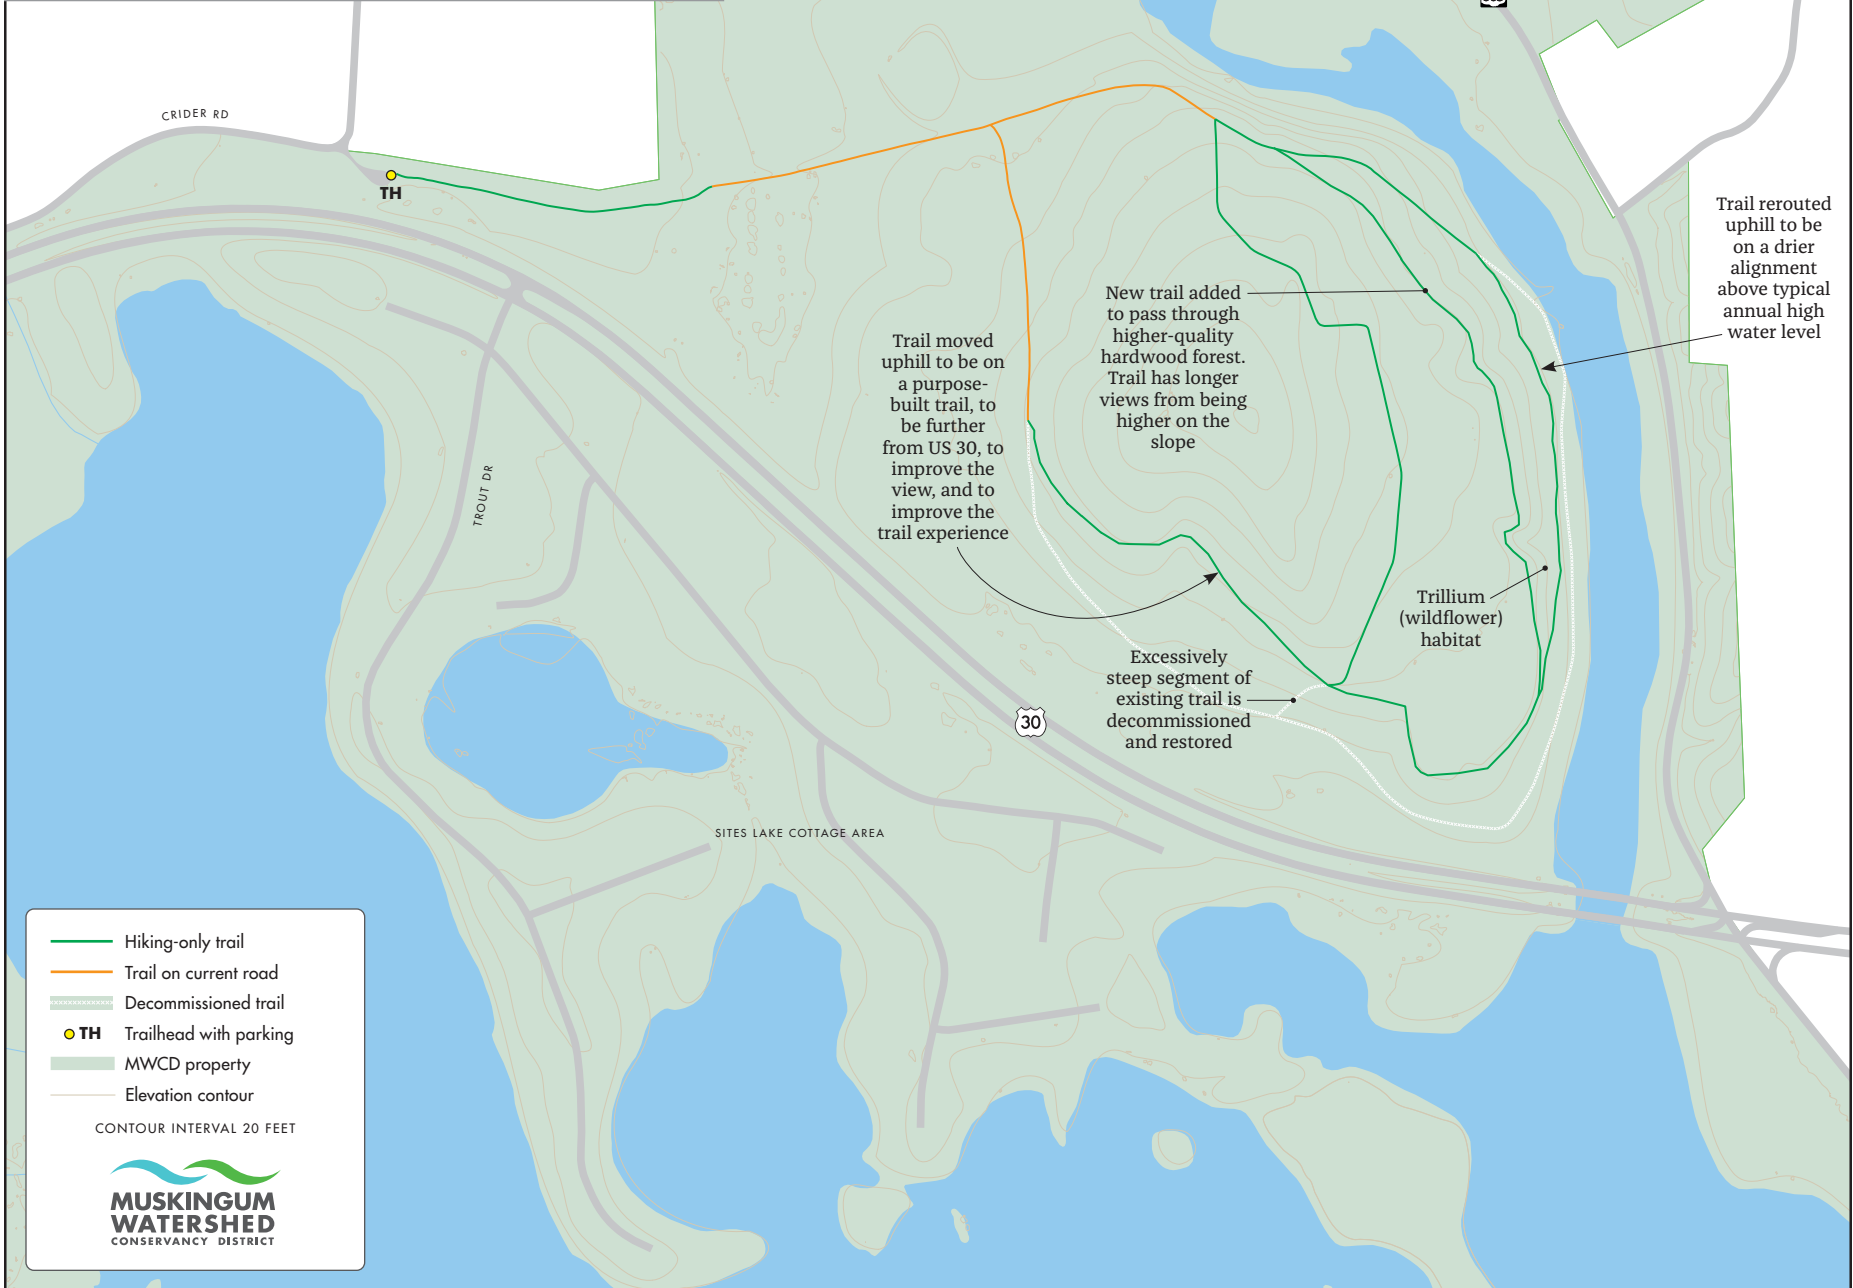 CRIDER RD
TH
Trail rerouted
uphill to be
on a drier
alignment
above typical
annual high
water level
New trail added
to pass through
higher-quality
hardwood forest.
Trail has longer
views from being
higher on the
slope
Trail moved
uphill to be on
a purpose-
built trail, to
be further
from US 30, to
improve the
view, and to
improve the
trail experience
TROUT DR
Trillium
(wildflower)
habitat
Excessively
steep segment of
existing trail is
decommissioned
and restored
30
SITES LAKE COTTAGE AREA
Hiking-only trail
Trail on current road
Decommissioned trail
TH Trailhead with parking
MWCD property
Elevation contour
CONTOUR INTERVAL 20 FEET
MUSKINGUM
WATERSHED
CONSERVANCY DISTRICT